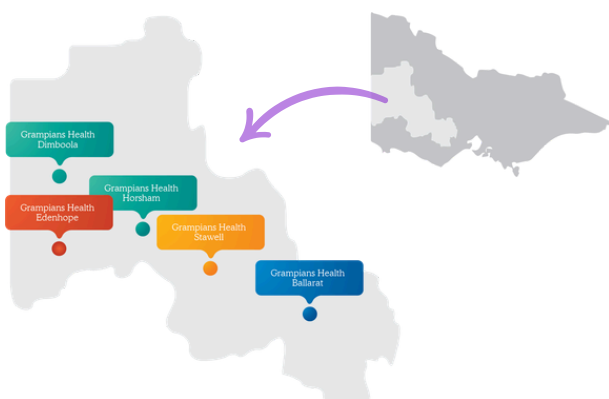 Grampians Health
Dimboola
Grampians Health
Horsham
Grampians Health
Edenhope
Grampians Health
Stawell
Grampians Health
Ballarat